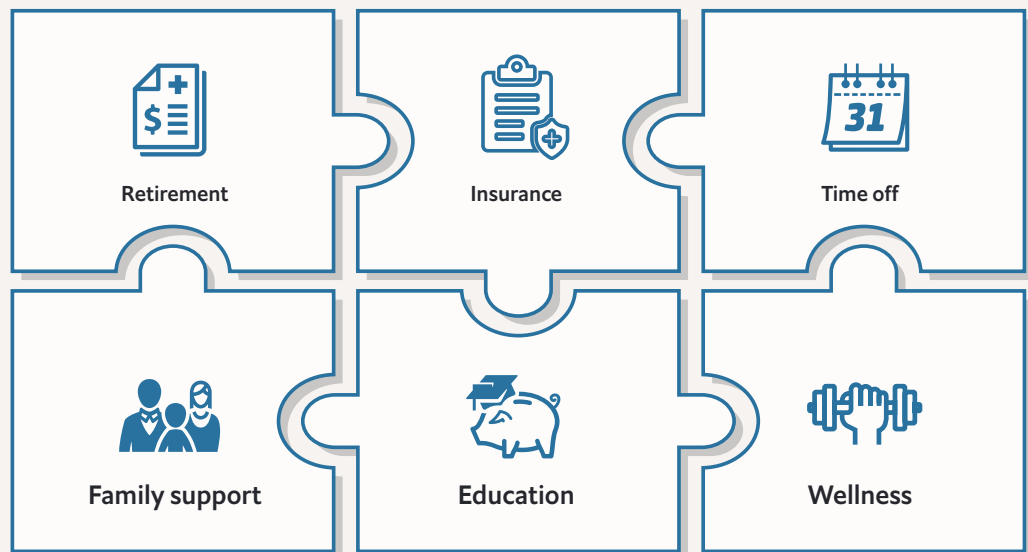 $
31
Retirement
Insurance
Time off
Family support
Education
Wellness